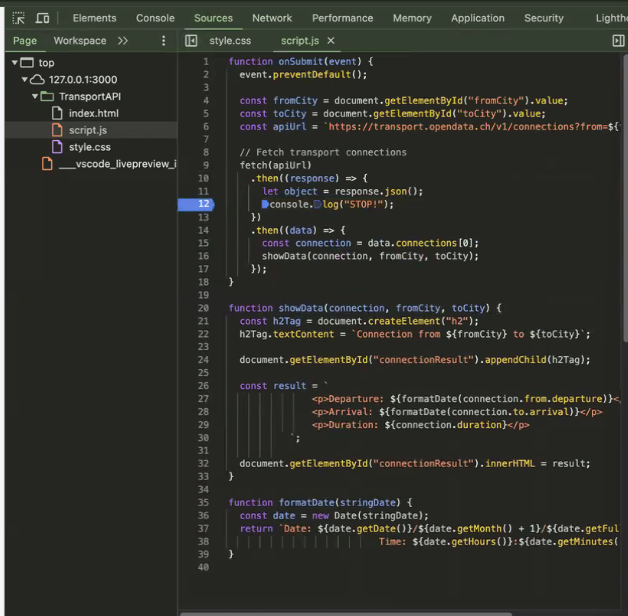 Elements Console Sources Network Performance Memory Application Security Lighth
Page Workspace >> style.css script.js ×
top
127.0.0.1:3000
TransportAPI
index.html
script.js
style.css
___vscode_livepreview_i
1 function onSubmit(event) {
2 event.preventDefault();
3
4 const fromCity = document.getElementById("fromCity").value;
5 const toCity = document.getElementById("toCity").value;
6 const apiUrl = `https://transport.opendata.ch/v1/connections?from=${
7
8 // Fetch transport connections
9 fetch(apiUrl)
10 .then((response) => {
11 let object = response.json();
12 console.log("STOP!");
13 })
14 .then((data) => {
15 const connection = data.connections[0];
16 showData(connection, fromCity, toCity);
17 });
18 }
19
20 function showData(connection, fromCity, toCity) {
21 const h2Tag = document.createElement("h2");
22 h2Tag.textContent = `Connection from ${fromCity} to ${toCity}`;
23
24 document.getElementById("connectionResult").appendChild(h2Tag);
25
26 const result = `
27 <p>Departure: ${formatDate(connection.from.departure)}<
28 <p>Arrival: ${formatDate(connection.to.arrival)}</p>
29 <p>Duration: ${connection.duration}</p>
30 `;
31
32 document.getElementById("connectionResult").innerHTML = result;
33 }
34
35 function formatDate(stringDate) {
36 const date = new Date(stringDate);
37 return `Date: ${date.getDate()}/${date.getMonth() + 1}/${date.getFul
38 Time: ${date.getHours()}:${date.getMinutes(
39 }
40